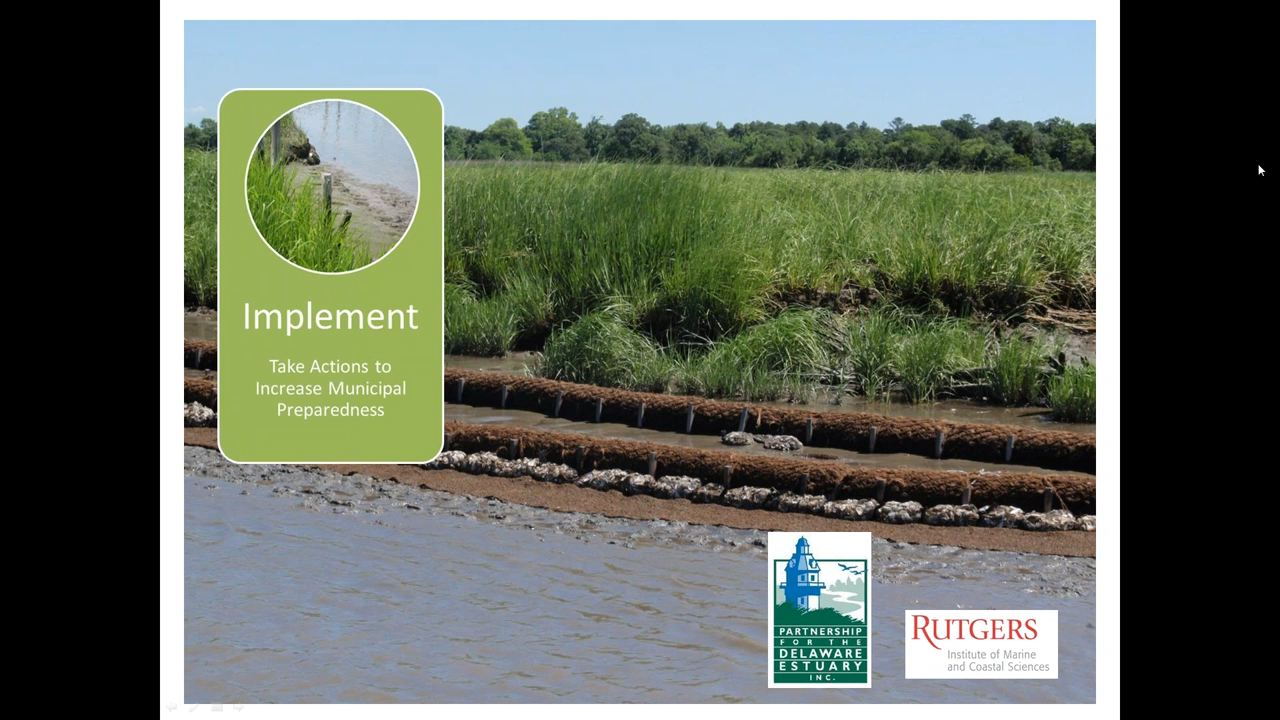 Implement
Take Actions to
Increase Municipal
Preparedness
PARTNERSHIP
FOR THE
DELAWARE
ESTUARY
INC.
RUTGERS
Institute of Marine
and Coastal Sciences